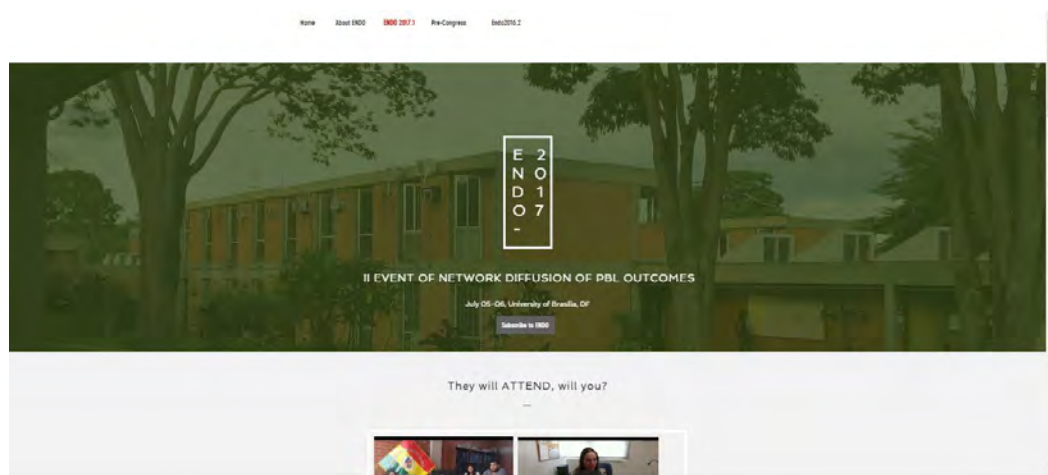 Home About ENDO ENDO 2017.1 Pre-Congress Endo2016.2
E 2
N O
D 1
O 7
-
II EVENT OF NETWORK DIFFUSION OF PBL OUTCOMES
July 05-06, University of Brasilia, DF
Subscribe to ENDO
They will ATTEND, will you?
—